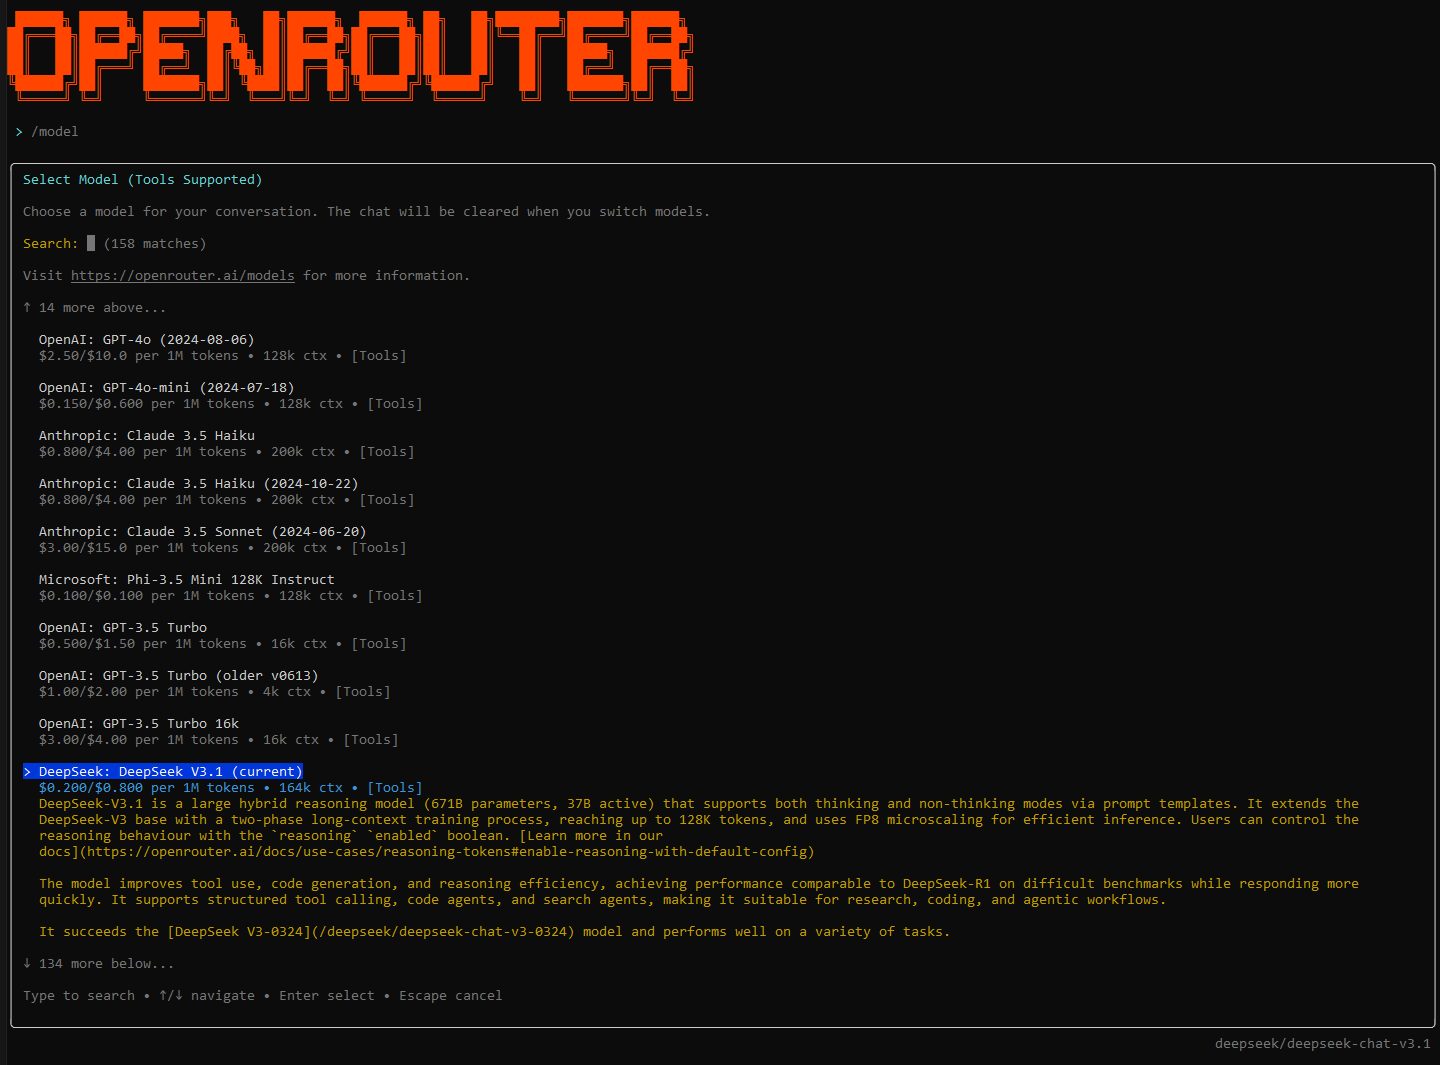 OPENROUTER
> /model
Select Model (Tools Supported)
Choose a model for your conversation. The chat will be cleared when you switch models.
Search: (158 matches)
Visit https://openrouter.ai/models for more information.
↑ 14 more above...
OpenAI: GPT-4o (2024-08-06)
$2.50/$10.0 per 1M tokens • 128k ctx • [Tools]
OpenAI: GPT-4o-mini (2024-07-18)
$0.150/$0.600 per 1M tokens • 128k ctx • [Tools]
Anthropic: Claude 3.5 Haiku
$0.800/$4.00 per 1M tokens • 200k ctx • [Tools]
Anthropic: Claude 3.5 Haiku (2024-10-22)
$0.800/$4.00 per 1M tokens • 200k ctx • [Tools]
Anthropic: Claude 3.5 Sonnet (2024-06-20)
$3.00/$15.0 per 1M tokens • 200k ctx • [Tools]
Microsoft: Phi-3.5 Mini 128K Instruct
$0.100/$0.100 per 1M tokens • 128k ctx • [Tools]
OpenAI: GPT-3.5 Turbo
$0.500/$1.50 per 1M tokens • 16k ctx • [Tools]
OpenAI: GPT-3.5 Turbo (older v0613)
$1.00/$2.00 per 1M tokens • 4k ctx • [Tools]
OpenAI: GPT-3.5 Turbo 16k
$3.00/$4.00 per 1M tokens • 16k ctx • [Tools]
> DeepSeek: DeepSeek V3.1 (current)
$0.200/$0.800 per 1M tokens • 164k ctx • [Tools]
DeepSeek-V3.1 is a large hybrid reasoning model (671B parameters, 37B active) that supports both thinking and non-thinking modes via prompt templates. It extends the
DeepSeek-V3 base with a two-phase long-context training process, reaching up to 128K tokens, and uses FP8 microscaling for efficient inference. Users can control the
reasoning behaviour with the `reasoning` `enabled` boolean. [Learn more in our
docs](https://openrouter.ai/docs/use-cases/reasoning-tokens#enable-reasoning-with-default-config)
The model improves tool use, code generation, and reasoning efficiency, achieving performance comparable to DeepSeek-R1 on difficult benchmarks while responding more
quickly. It supports structured tool calling, code agents, and search agents, making it suitable for research, coding, and agentic workflows.
It succeeds the [DeepSeek V3-0324](/deepseek/deepseek-chat-v3-0324) model and performs well on a variety of tasks.
↓ 134 more below...
Type to search • ↑/↓ navigate • Enter select • Escape cancel
deepseek/deepseek-chat-v3.1